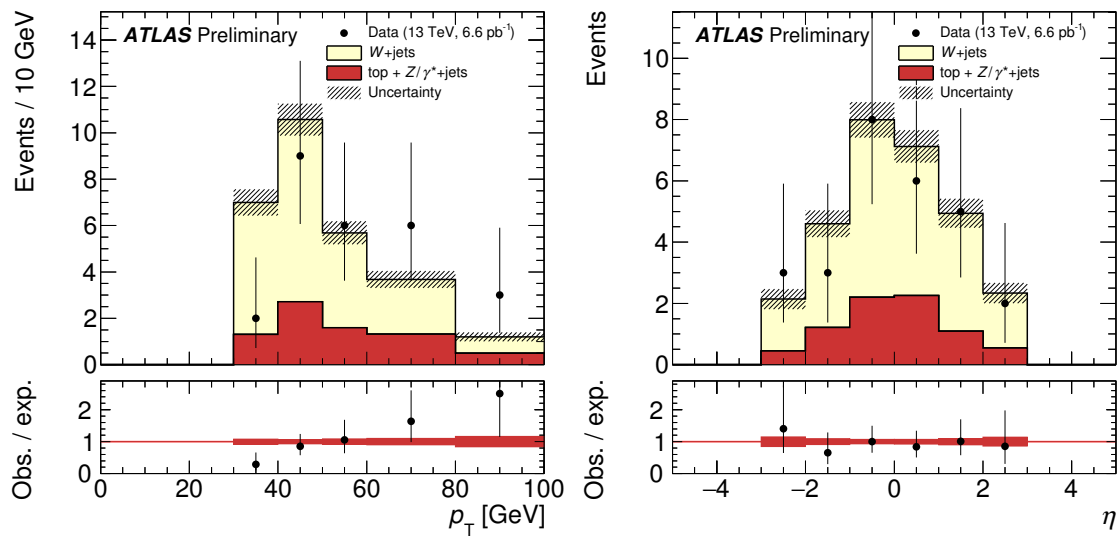 ATLAS Preliminary
Data (13 TeV, 6.6 pb⁻¹)
W+jets
top + Z/γ*+jets
Uncertainty
Events / 10 GeV
14
12
10
8
6
4
2
0
Obs. / exp.
2
1
0
0 20 40 60 80 100
p_T [GeV]
ATLAS Preliminary
Data (13 TeV, 6.6 pb⁻¹)
W+jets
top + Z/γ*+jets
Uncertainty
Events
10
8
6
4
2
0
Obs. / exp.
2
1
0
−4 −2 0 2 4
η